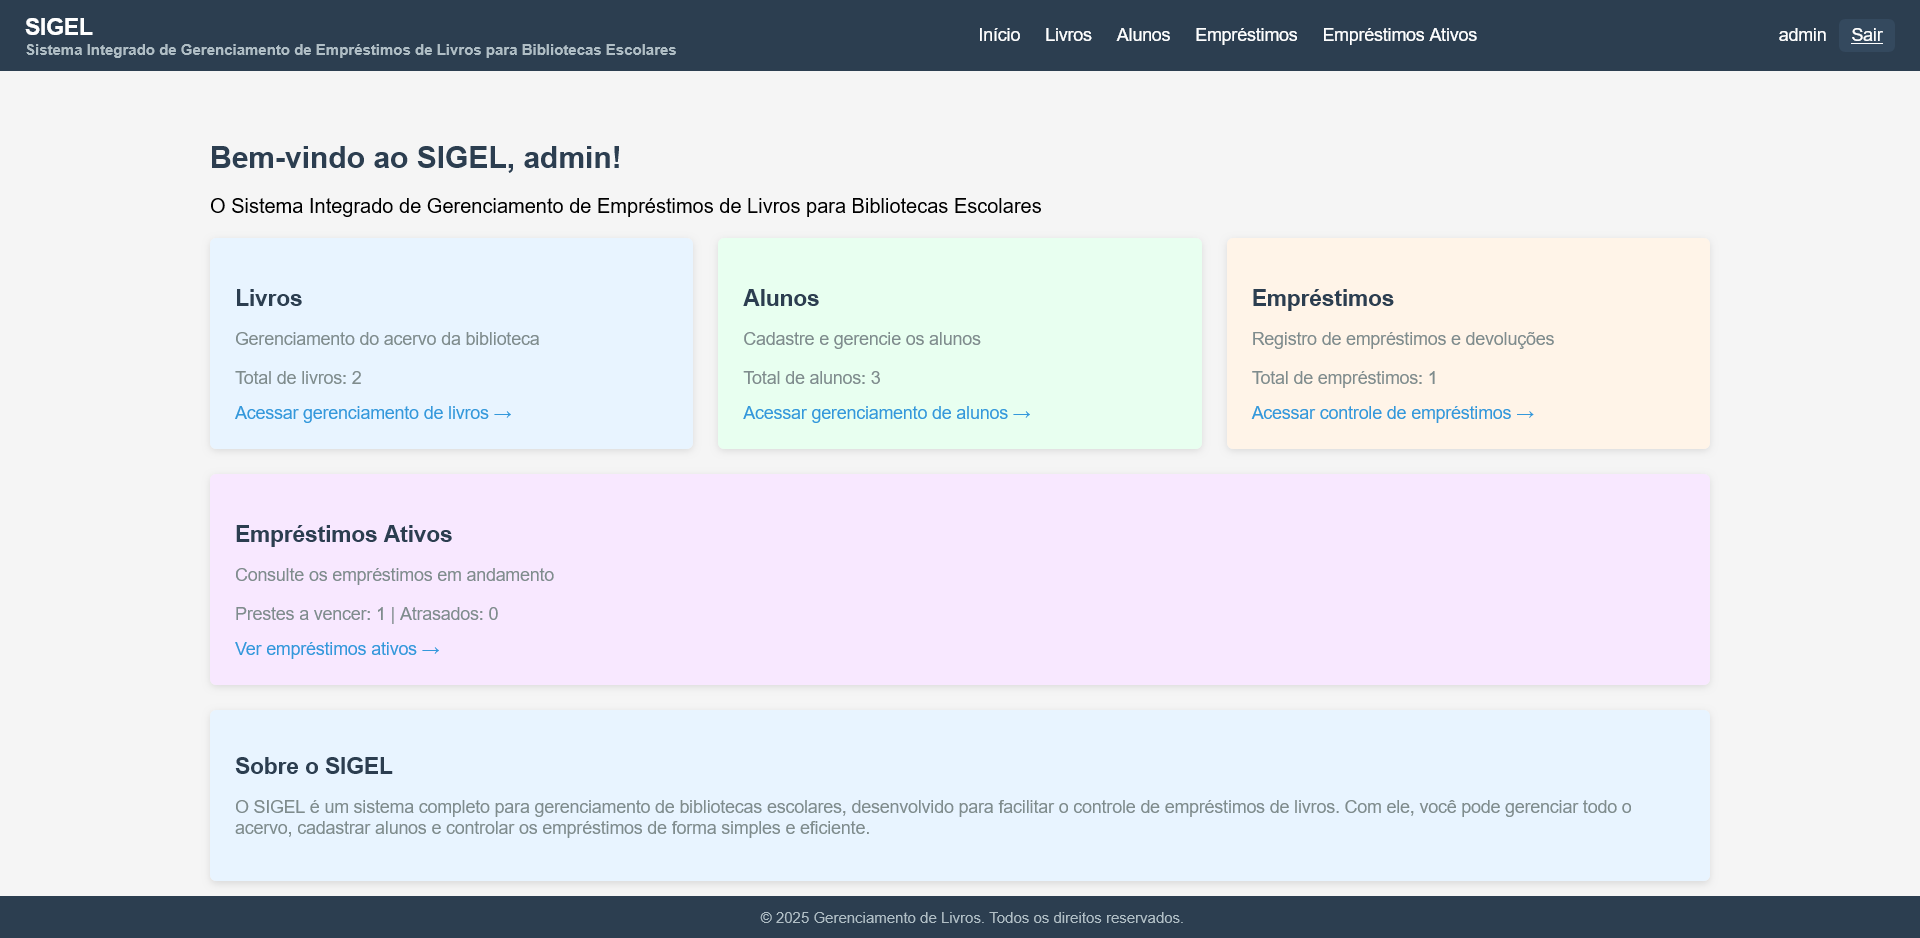 SIGEL
Sistema Integrado de Gerenciamento de Empréstimos de Livros para Bibliotecas Escolares
Início Livros Alunos Empréstimos Empréstimos Ativos
admin Sair
Bem-vindo ao SIGEL, admin!
O Sistema Integrado de Gerenciamento de Empréstimos de Livros para Bibliotecas Escolares
Livros
Gerenciamento do acervo da biblioteca
Total de livros: 2
Acessar gerenciamento de livros →
Alunos
Cadastre e gerencie os alunos
Total de alunos: 3
Acessar gerenciamento de alunos →
Empréstimos
Registro de empréstimos e devoluções
Total de empréstimos: 1
Acessar controle de empréstimos →
Empréstimos Ativos
Consulte os empréstimos em andamento
Prestes a vencer: 1 | Atrasados: 0
Ver empréstimos ativos →
Sobre o SIGEL
O SIGEL é um sistema completo para gerenciamento de bibliotecas escolares, desenvolvido para facilitar o controle de empréstimos de livros. Com ele, você pode gerenciar todo o
acervo, cadastrar alunos e controlar os empréstimos de forma simples e eficiente.
© 2025 Gerenciamento de Livros. Todos os direitos reservados.